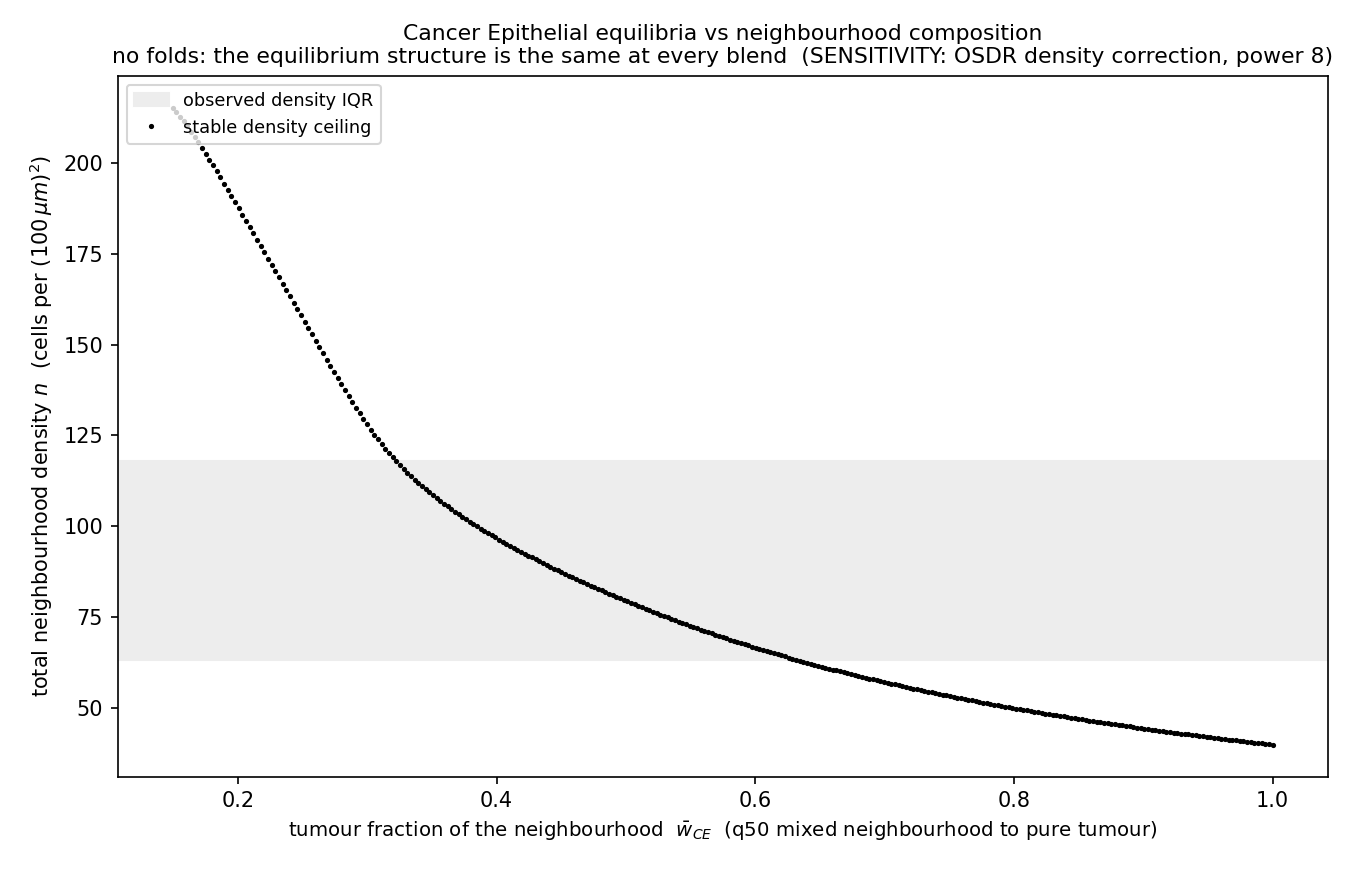 Cancer Epithelial equilibria vs neighbourhood composition
no folds: the equilibrium structure is the same at every blend (SENSITIVITY: OSDR density correction, power 8)
observed density IQR
stable density ceiling
total neighbourhood density n (cells per (100 μm)²)
200
175
150
125
100
75
50
0.2
0.4
0.6
0.8
1.0
tumour fraction of the neighbourhood w̄_CE (q50 mixed neighbourhood to pure tumour)